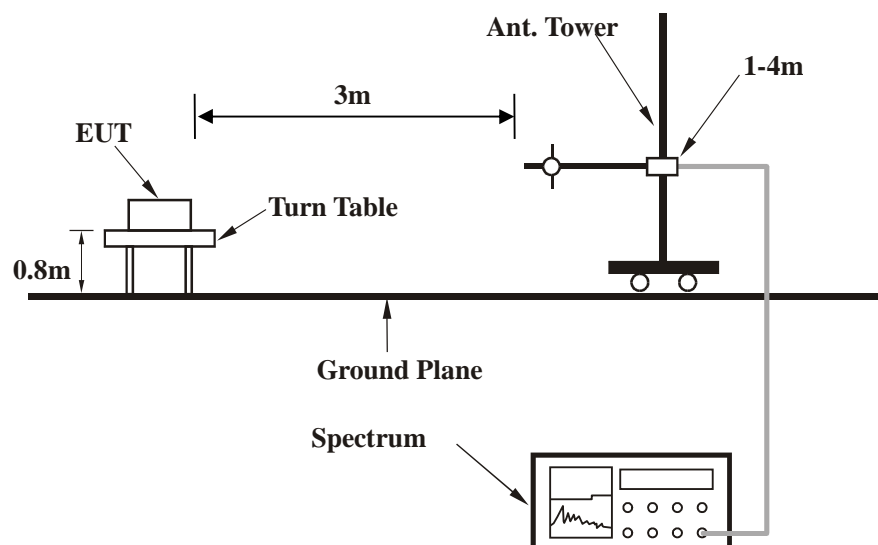 Ant. Tower
1-4m
3m
EUT
Turn Table
0.8m
Ground Plane
Spectrum